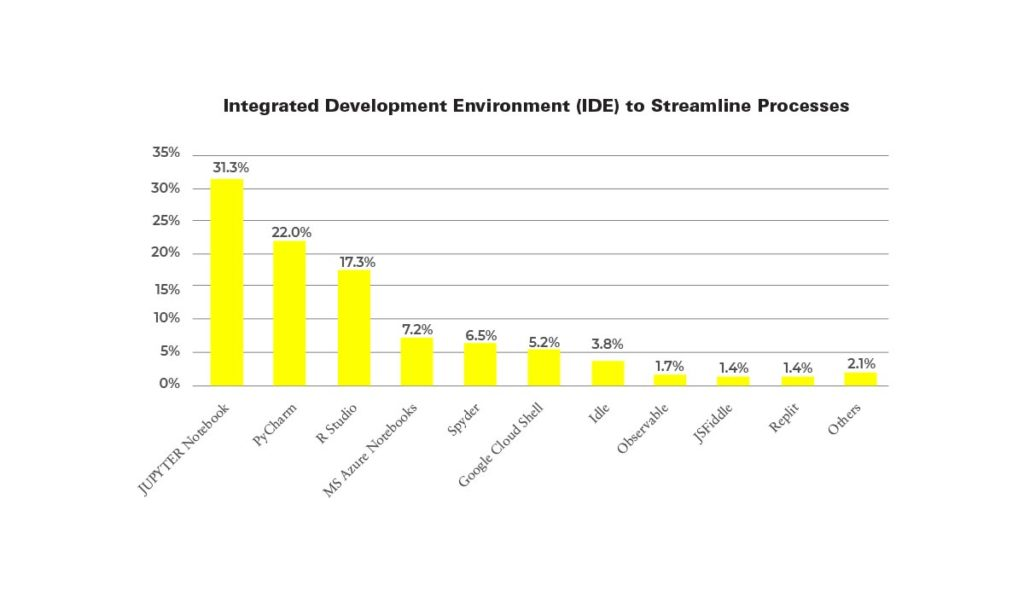 Integrated Development Environment (IDE) to Streamline Processes
35%
30%
25%
20%
15%
10%
5%
0%
31.3%
22.0%
17.3%
7.2%
6.5%
5.2%
3.8%
1.7%
1.4%
1.4%
2.1%
JUPYTER Notebook
PyCharm
R Studio
MS Azure Notebooks
Spyder
Google Cloud Shell
Idle
Observable
JSFiddle
Replit
Others